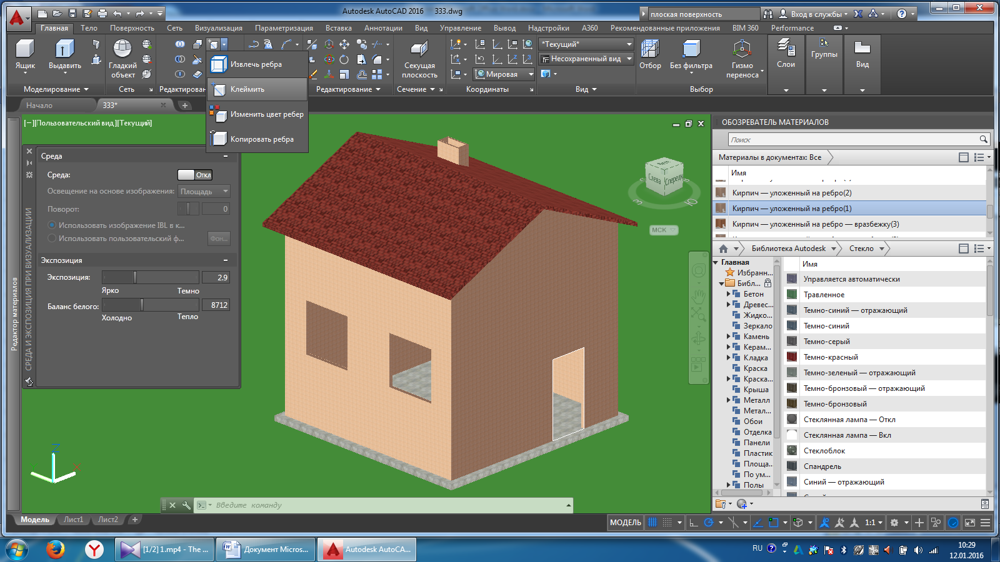 Autodesk AutoCAD 2016 333.dwg
плоская поверхность
Вход в службы
Главная Тело Поверхность Сеть Визуализация Параметризация Вставка Аннотации Вид Управление Вывод Надстройки A360 Рекомендованные приложения BIM 360 Performance
Ящик
Выдавить
Гладкий объект
Секущая плоскость
*Текущий*
Несохраненный вид
Мировая
Отбор
Без фильтра
Гизмо переноса
Слои
Группы
Вид
Моделирование
Сеть
Редактирован
Редактирование
Сечение
Координаты
Вид
Выбор
Извлечь ребра
Клеймить
Изменить цвет ребер
Копировать ребра
Начало
333*
[−][Пользовательский вид][Текущий]
Среда
Среда:
Откл
Освещение на основе изображения:
Площадь
Поворот:
0
Использовать изображение IBL в к...
Использовать пользовательский ф...
Фон...
Экспозиция
Экспозиция:
2.9
Ярко
Темно
Баланс белого:
8712
Холодно
Тепло
Редактор материалов
СРЕДА И ЭКСПОЗИЦИЯ ПРИ ВИЗУАЛИЗАЦИИ
Слева
Спереди
З
Ю
МСК
Z
Введите команду
ОБОЗРЕВАТЕЛЬ МАТЕРИАЛОВ
Поиск
Материалы в документах: Все
Имя
Кирпич — уложенный на ребро(2)
Кирпич — уложенный на ребро(1)
Кирпич — уложенный на ребро — вразбежку(3)
Библиотека Autodesk
Стекло
Главная
Избранн...
Библ...
Бетон
Древес...
Жидко...
Зеркало
Камень
Керам...
Кладка
Краска
Краска...
Крыша
Металл
Метал...
Обои
Отделка
Панели
Пластик
Площа...
По ум...
Полы
Имя
Управляется автоматически
Травленное
Темно-синий — отражающий
Темно-синий
Темно-серый
Темно-красный
Темно-зеленый — отражающий
Темно-бронзовый — отражающий
Темно-бронзовый
Стеклянная лампа — Откл
Стеклянная лампа — Вкл
Стеклоблок
Спандрель
Синий — отражающий
Модель
Лист1
Лист2
МОДЕЛЬ
1:1
[1/2] 1.mp4 - The ...
Документ Micros...
Autodesk AutoCA...
RU
10:29
12.01.2016